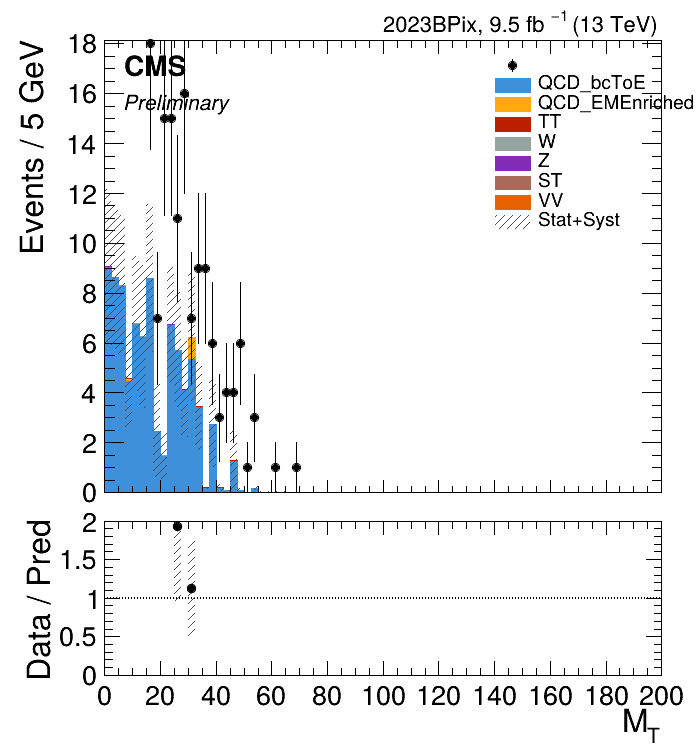 2023BPix, 9.5 fb⁻¹ (13 TeV)
CMS
Preliminary
Events / 5 GeV
18
16
14
12
10
8
6
4
2
0
QCD_bcToE
QCD_EMEnriched
TT
W
Z
ST
VV
Stat+Syst
Data / Pred
2
1.5
1
0.5
0
0 20 40 60 80 100 120 140 160 180 200
M_T